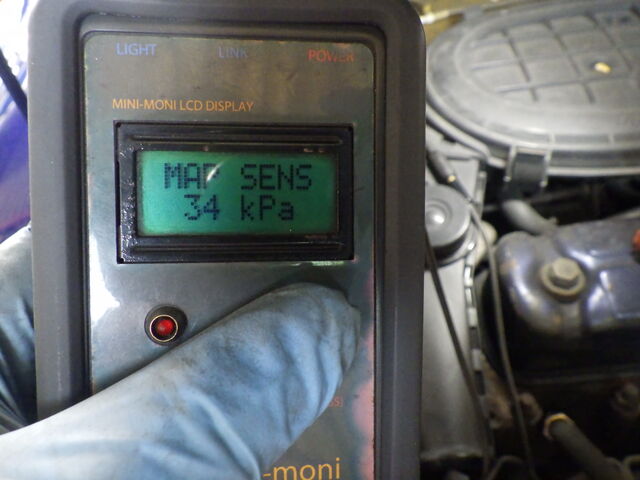 LIGHT LINK POWER
MINI-MONI LCD DISPLAY
MAP SENS
34 kPa
-moni